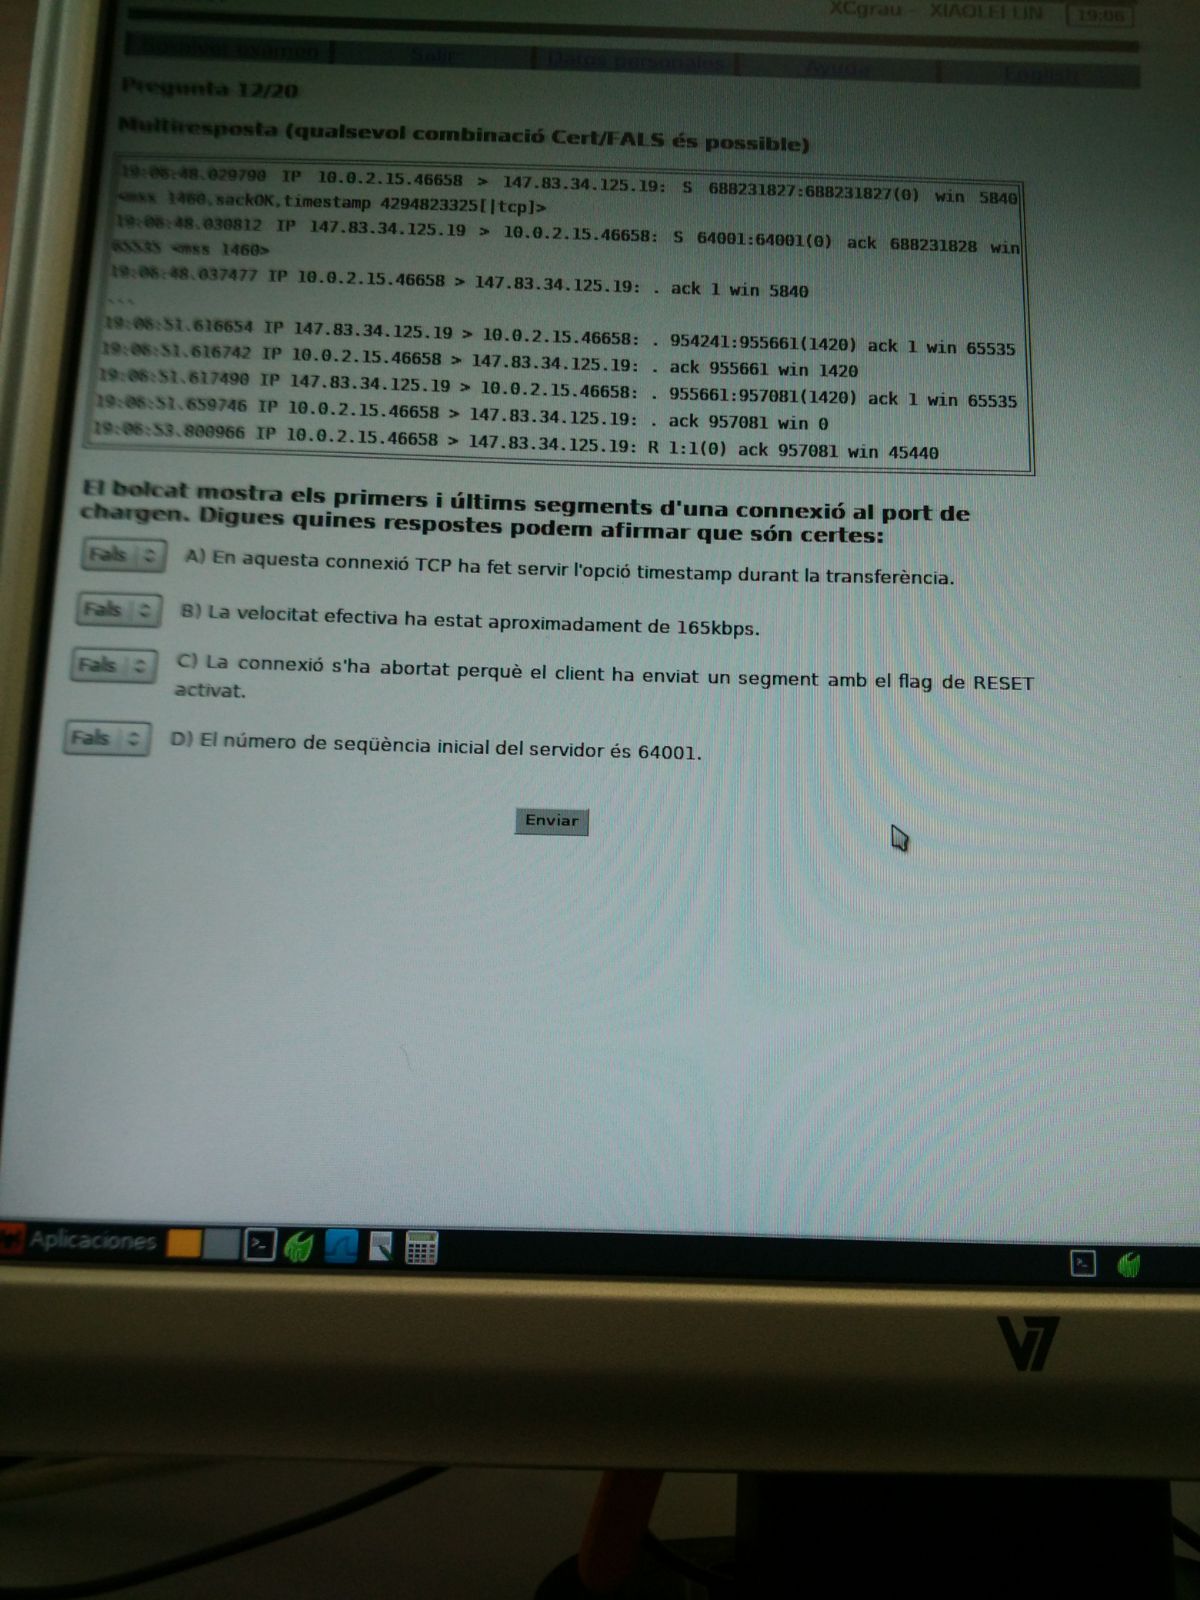 XCgrau - XIAOLEI LIN 19:06
Salir Datos personales Ayuda English
Pregunta 12/20
Multiresposta (qualsevol combinació Cert/FALS és possible)
19:06:48.029790 IP 10.0.2.15.46658 > 147.83.34.125.19: S 688231827:688231827(0) win 5840
<mss 1460,sackOK,timestamp 4294823325[|tcp]>
19:06:48.030812 IP 147.83.34.125.19 > 10.0.2.15.46658: S 64001:64001(0) ack 688231828 win
65535 <mss 1460>
19:06:48.037477 IP 10.0.2.15.46658 > 147.83.34.125.19: . ack 1 win 5840
...
19:06:51.616654 IP 147.83.34.125.19 > 10.0.2.15.46658: . 954241:955661(1420) ack 1 win 65535
19:06:51.616742 IP 10.0.2.15.46658 > 147.83.34.125.19: . ack 955661 win 1420
19:06:51.617490 IP 147.83.34.125.19 > 10.0.2.15.46658: . 955661:957081(1420) ack 1 win 65535
19:06:51.659746 IP 10.0.2.15.46658 > 147.83.34.125.19: . ack 957081 win 0
19:06:53.800966 IP 10.0.2.15.46658 > 147.83.34.125.19: R 1:1(0) ack 957081 win 45440
El bolcat mostra els primers i últims segments d'una connexió al port de
chargen. Digues quines respostes podem afirmar que són certes:
Fals A) En aquesta connexió TCP ha fet servir l'opció timestamp durant la transferència.
Fals B) La velocitat efectiva ha estat aproximadament de 165kbps.
Fals C) La connexió s'ha abortat perquè el client ha enviat un segment amb el flag de RESET
activat.
Fals D) El número de seqüència inicial del servidor és 64001.
Enviar
Aplicaciones
V7